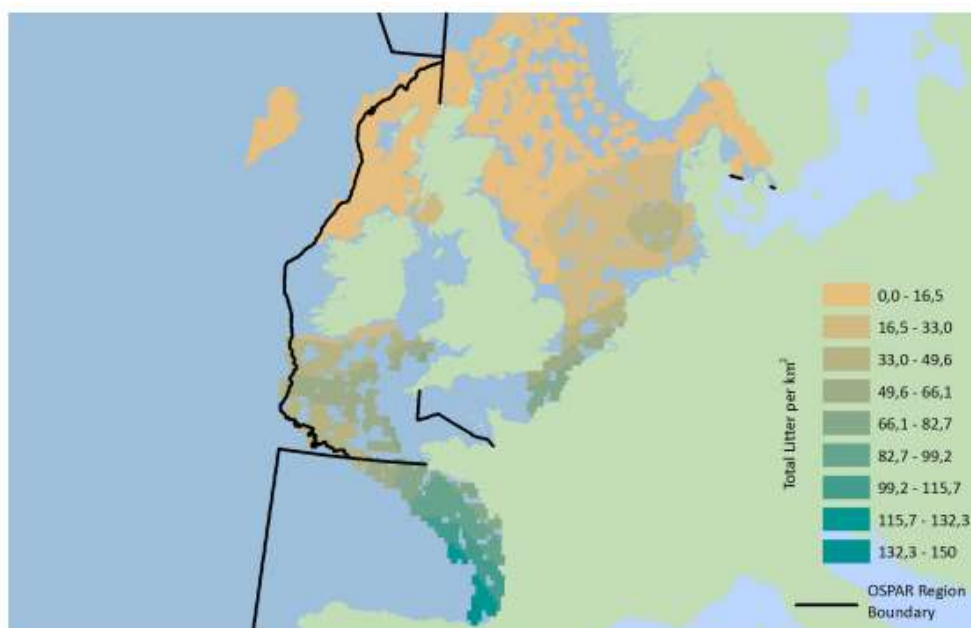 Total Litter per km²
0,0 - 16,5
16,5 - 33,0
33,0 - 49,6
49,6 - 66,1
66,1 - 82,7
82,7 - 99,2
99,2 - 115,7
115,7 - 132,3
132,3 - 150
OSPAR Region
Boundary